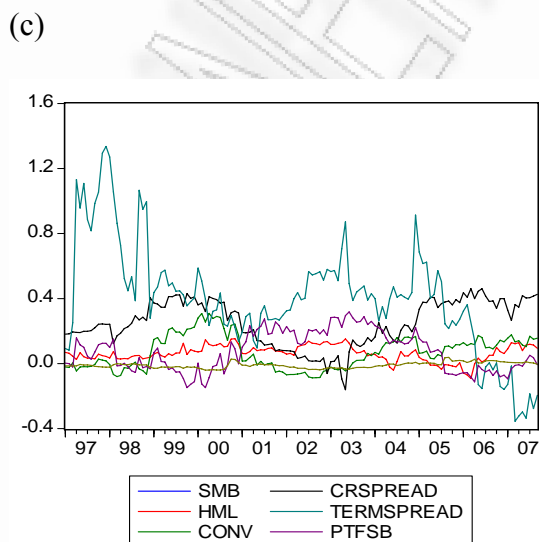 (c)
1.6
1.2
0.8
0.4
0.0
-0.4
97 98 99 00 01 02 03 04 05 06 07
SMB CRSPREAD
HML TERMSPREAD
CONV PTFSB